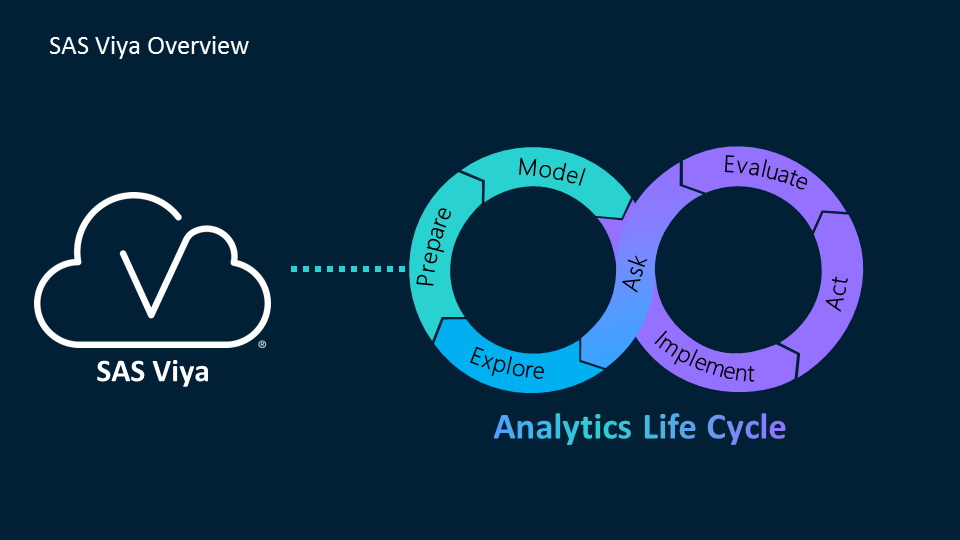 SAS Viya Overview
Model
Evaluate
Prepare
Ask
Act
Explore
Implement
®
SAS Viya
Analytics Life Cycle